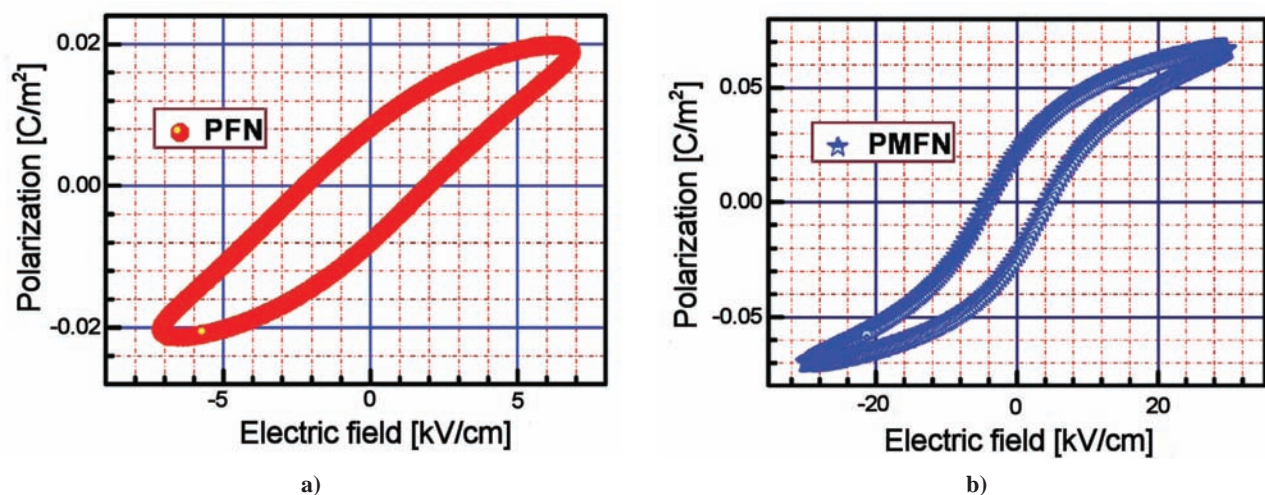 0.02
0.00
-0.02
Polarization [C/m²]
PFN
-5
0
5
Electric field [kV/cm]
a)
0.05
0.00
-0.05
Polarization [C/m²]
PMFN
-20
0
20
Electric field [kV/cm]
b)